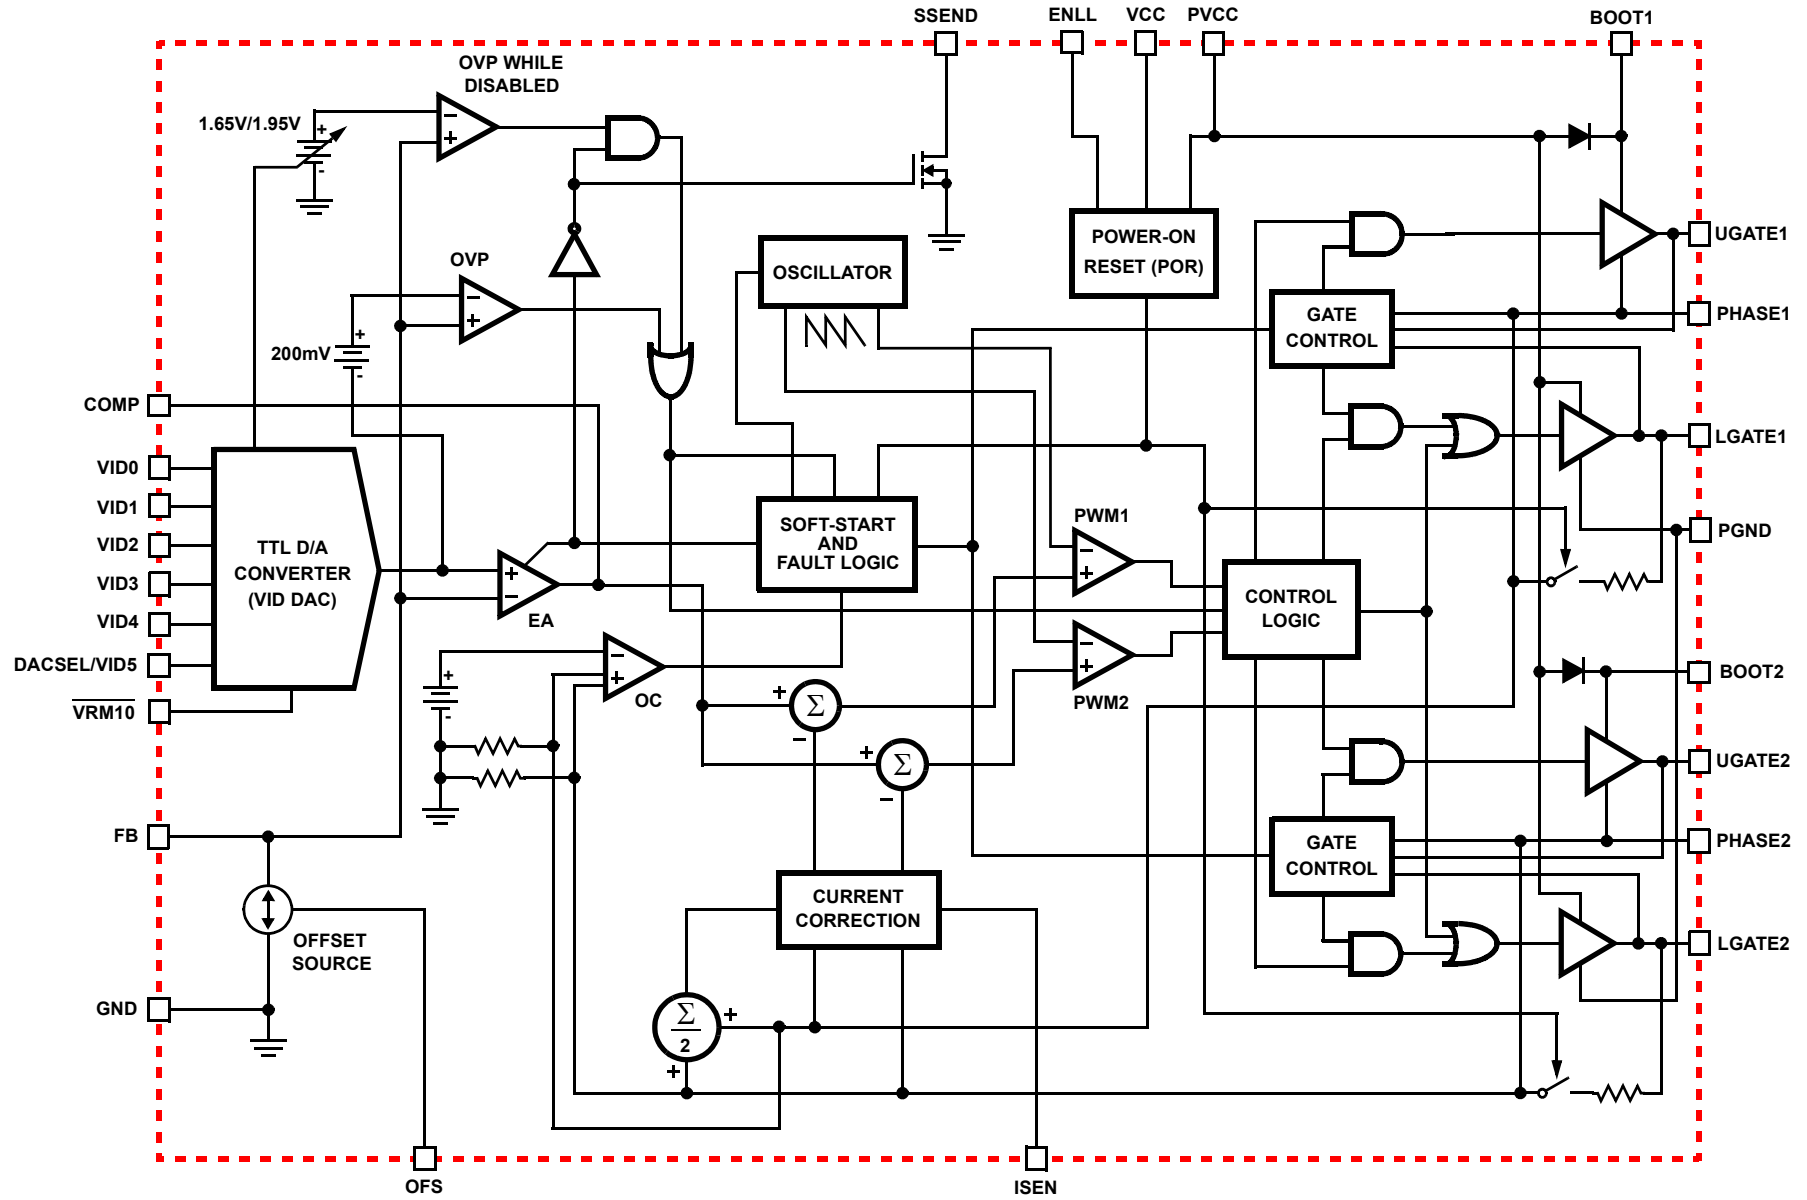 SSEND
ENLL
VCC
PVCC
BOOT1
OVP WHILE
DISABLED
1.65V/1.95V
+
-
−
+
POWER-ON
RESET (POR)
UGATE1
OVP
OSCILLATOR
−
+
200mV
+
-
GATE
CONTROL
PHASE1
COMP
LGATE1
VID0
VID1
VID2
VID3
VID4
DACSEL/VID5
VRM10
TTL D/A
CONVERTER
(VID DAC)
SOFT-START
AND
FAULT LOGIC
PWM1
−
+
PGND
+
−
EA
CONTROL
LOGIC
−
+
OC
+
-
−
+
PWM2
BOOT2
+
Σ
−
+
Σ
−
UGATE2
FB
GATE
CONTROL
PHASE2
CURRENT
CORRECTION
OFFSET
SOURCE
LGATE2
GND
Σ
2
+
+
OFS
ISEN